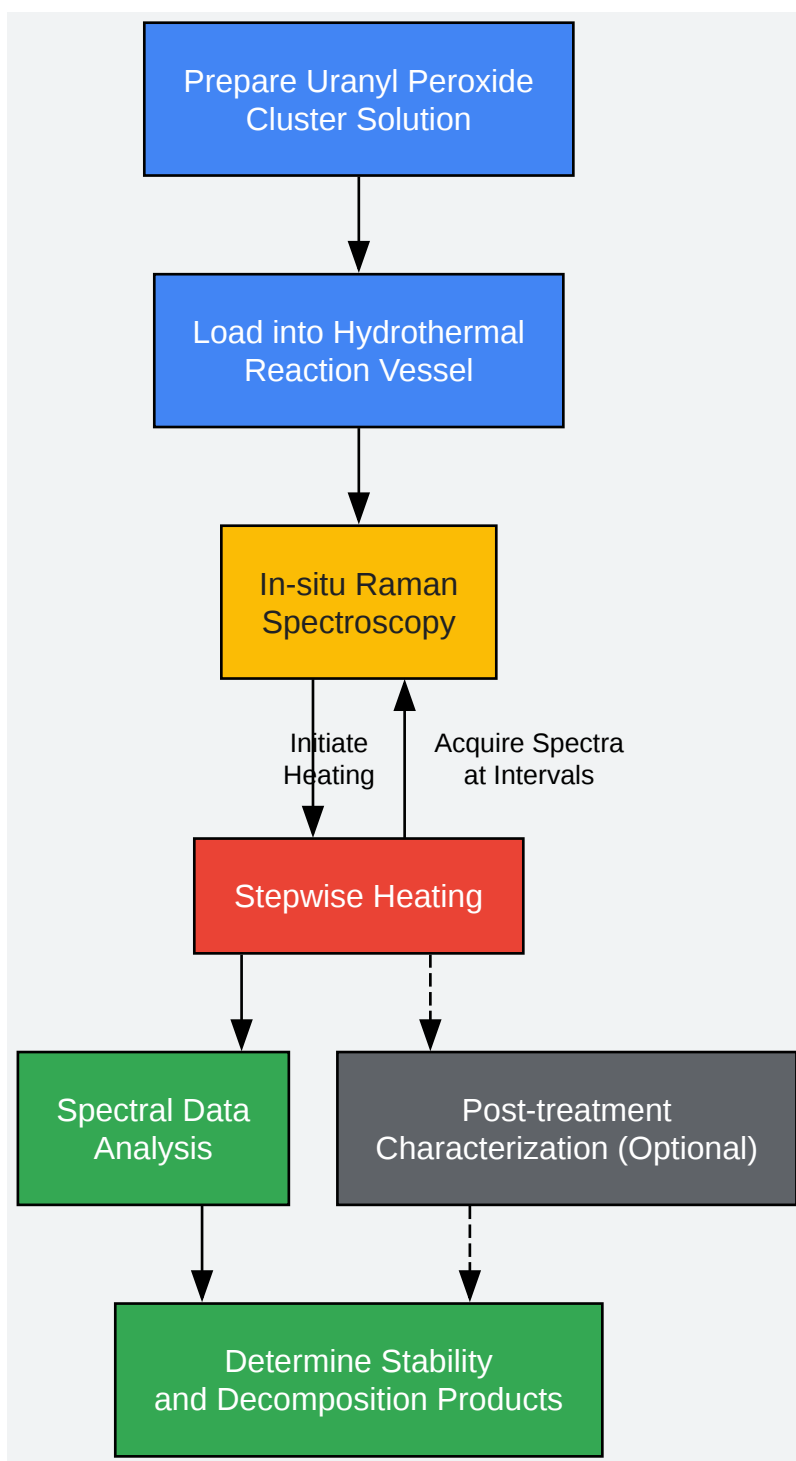 Prepare Uranyl Peroxide
Cluster Solution
Load into Hydrothermal
Reaction Vessel
In-situ Raman
Spectroscopy
Initiate
Heating
Acquire Spectra
at Intervals
Stepwise Heating
Spectral Data
Analysis
Post-treatment
Characterization (Optional)
Determine Stability
and Decomposition Products